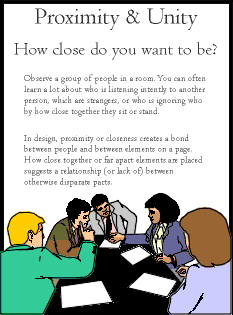 Proximity & Unity
How close do you want to be?
Observe a group of people in a room. You can often
learn a lot about who is listening intently to another
person, which are strangers, or who is ignoring who
by how close together they sit or stand.
In design, proximity or closeness creates a bond
between people and between elements on a page.
How close together or far apart elements are placed
suggests a relationship (or lack of) between
otherwise disparate parts.